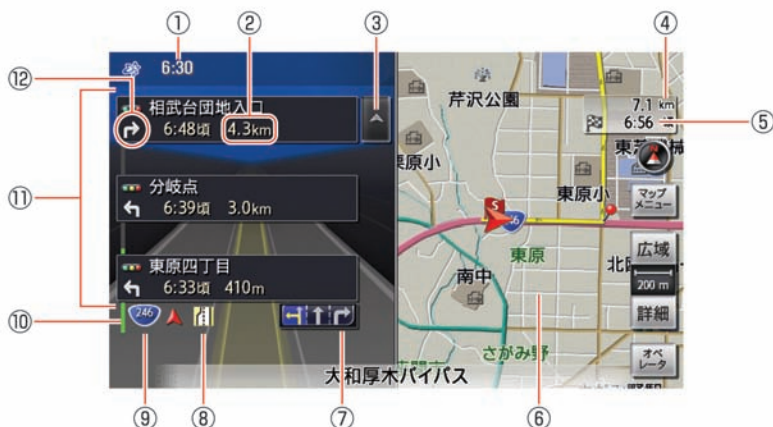 ① ② ③ ④
⑫ 6:30
相武台団地入口
6:48頃 4.3km
⑪ 分岐点
6:39頃 3.0km
東原四丁目
6:33頃 410m
⑩ 246
大和厚木バイパス
⑨ ⑧ ⑦ ⑥
芹沢公園
7.1 km
6:56 ⑤
栗原小
東原小
マップ
メニュー
S
東原
広域
南中
200 m
詳細
さがみ野
オペ
レータ